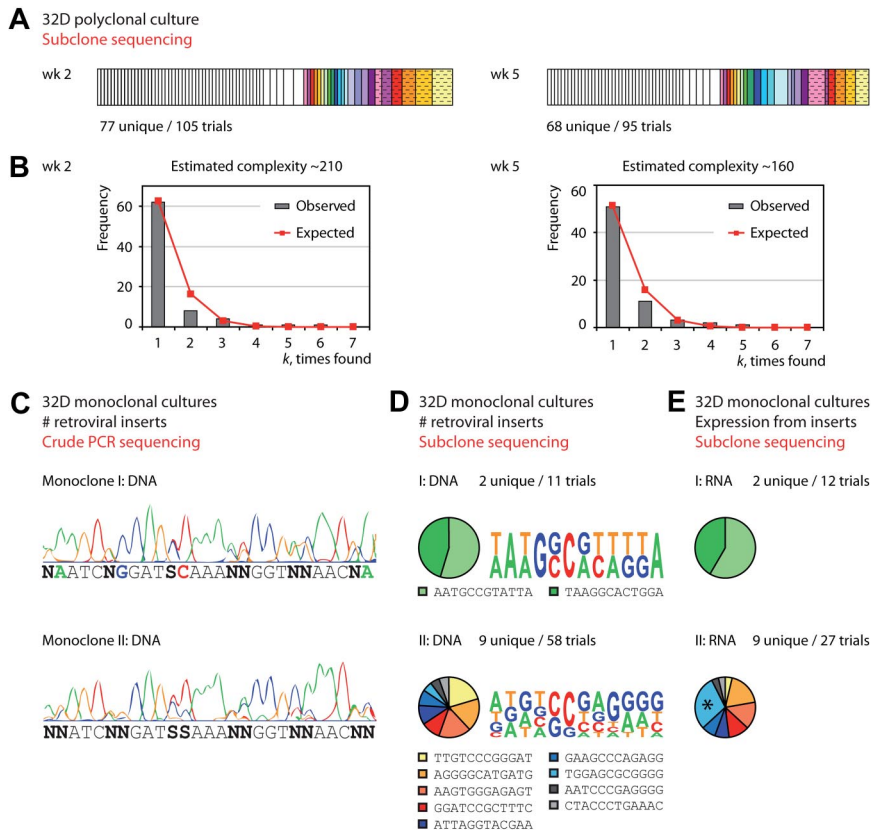 A 32D polyclonal culture
Subclone sequencing
wk 2
77 unique / 105 trials
wk 5
68 unique / 95 trials
B wk 2 Estimated complexity ~210
Frequency
60
40
20
0
Observed
Expected
1 2 3 4 5 6 7
k, times found
wk 5 Estimated complexity ~160
Frequency
60
40
20
0
Observed
Expected
1 2 3 4 5 6 7
k, times found
C 32D monoclonal cultures
# retroviral inserts
Crude PCR sequencing
Monoclone I: DNA
NAATCNGGATSCAAANNGGTNNAACNA
Monoclone II: DNA
NNATCNNGATSSAAANNGGTNNAACNN
D 32D monoclonal cultures
# retroviral inserts
Subclone sequencing
I: DNA 2 unique / 11 trials
TATGGCGTTTTA
AAAGCCACAGGA
AATGCCGTATTA TAAGGCACTGGA
II: DNA 9 unique / 58 trials
TTGTCCCGGGAT
AGGGGCATGATG
AAGTGGGAGAGT
GGATCCGCTTTC
ATTAGGTACGAA
GAAGCCCAGAGG
TGGAGCGCGGGG
AATCCCGAGGGG
CTACCCTGAAAC
E 32D monoclonal cultures
Expression from inserts
Subclone sequencing
I: RNA 2 unique / 12 trials
II: RNA 9 unique / 27 trials
*